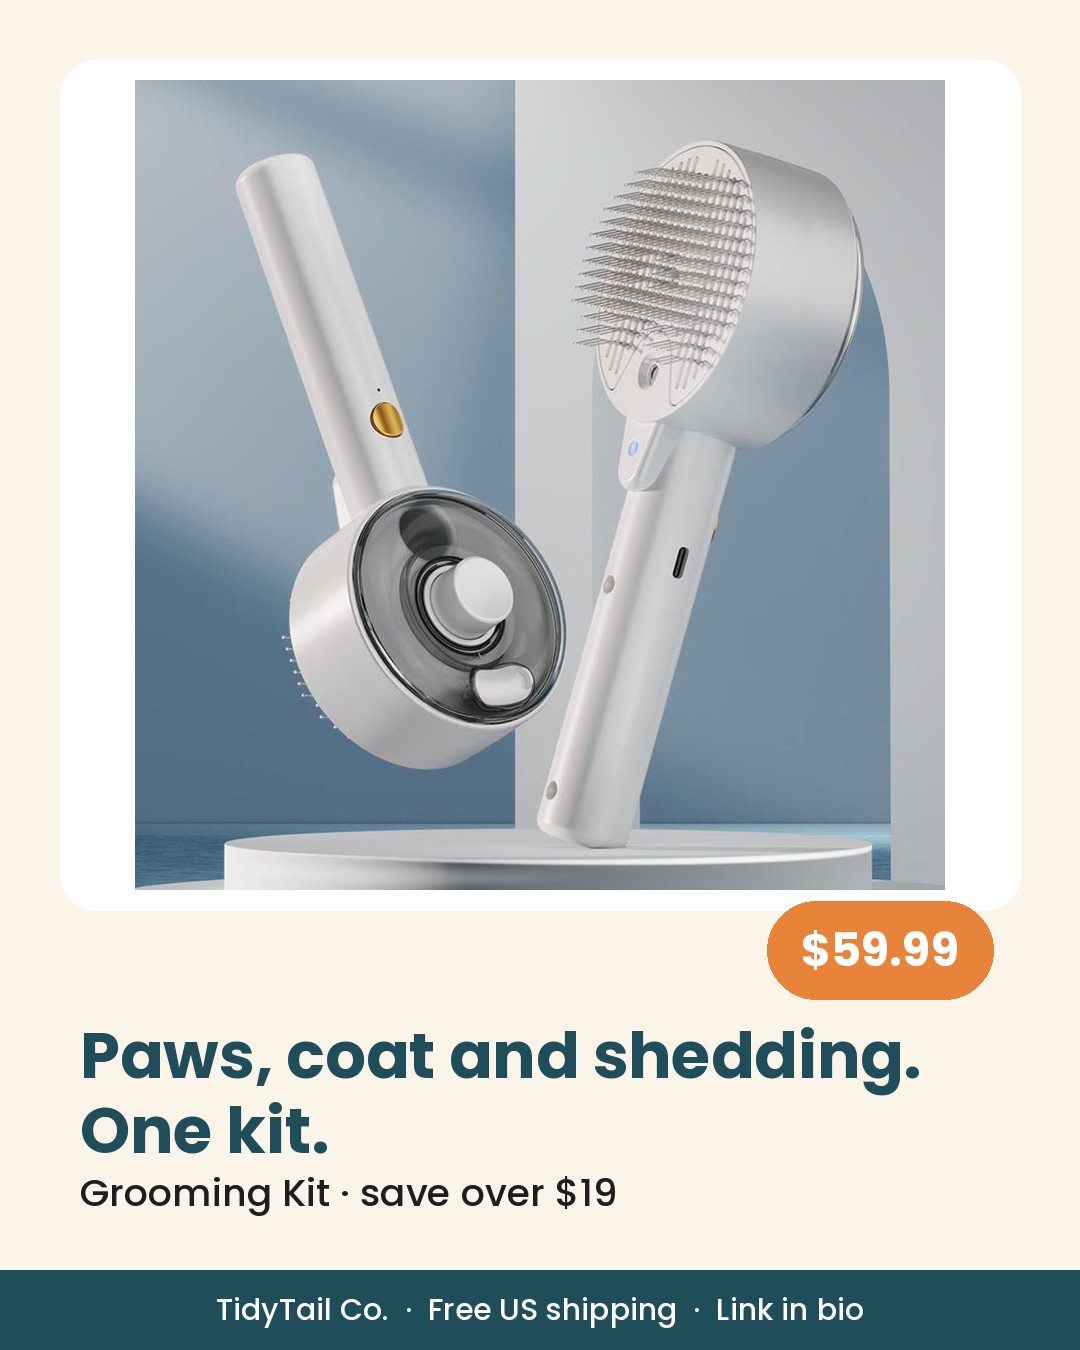 $59.99
Paws, coat and shedding.
One kit.
Grooming Kit · save over $19
TidyTail Co. · Free US shipping · Link in bio